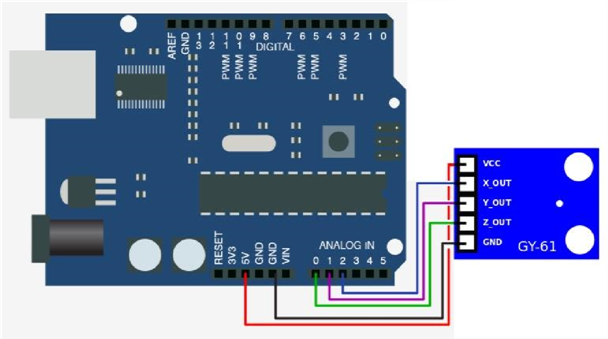 AREF
GND
13
12
11
10
9
8
7
6
5
4
3
2
1
0
DIGITAL
PWM
PWM
PWM
PWM
PWM
PWM
VCC
X_OUT
Y_OUT
Z_OUT
GND
GY-61
RESET
3V3
5V
GND
GND
VIN
ANALOG IN
0 1 2 3 4 5